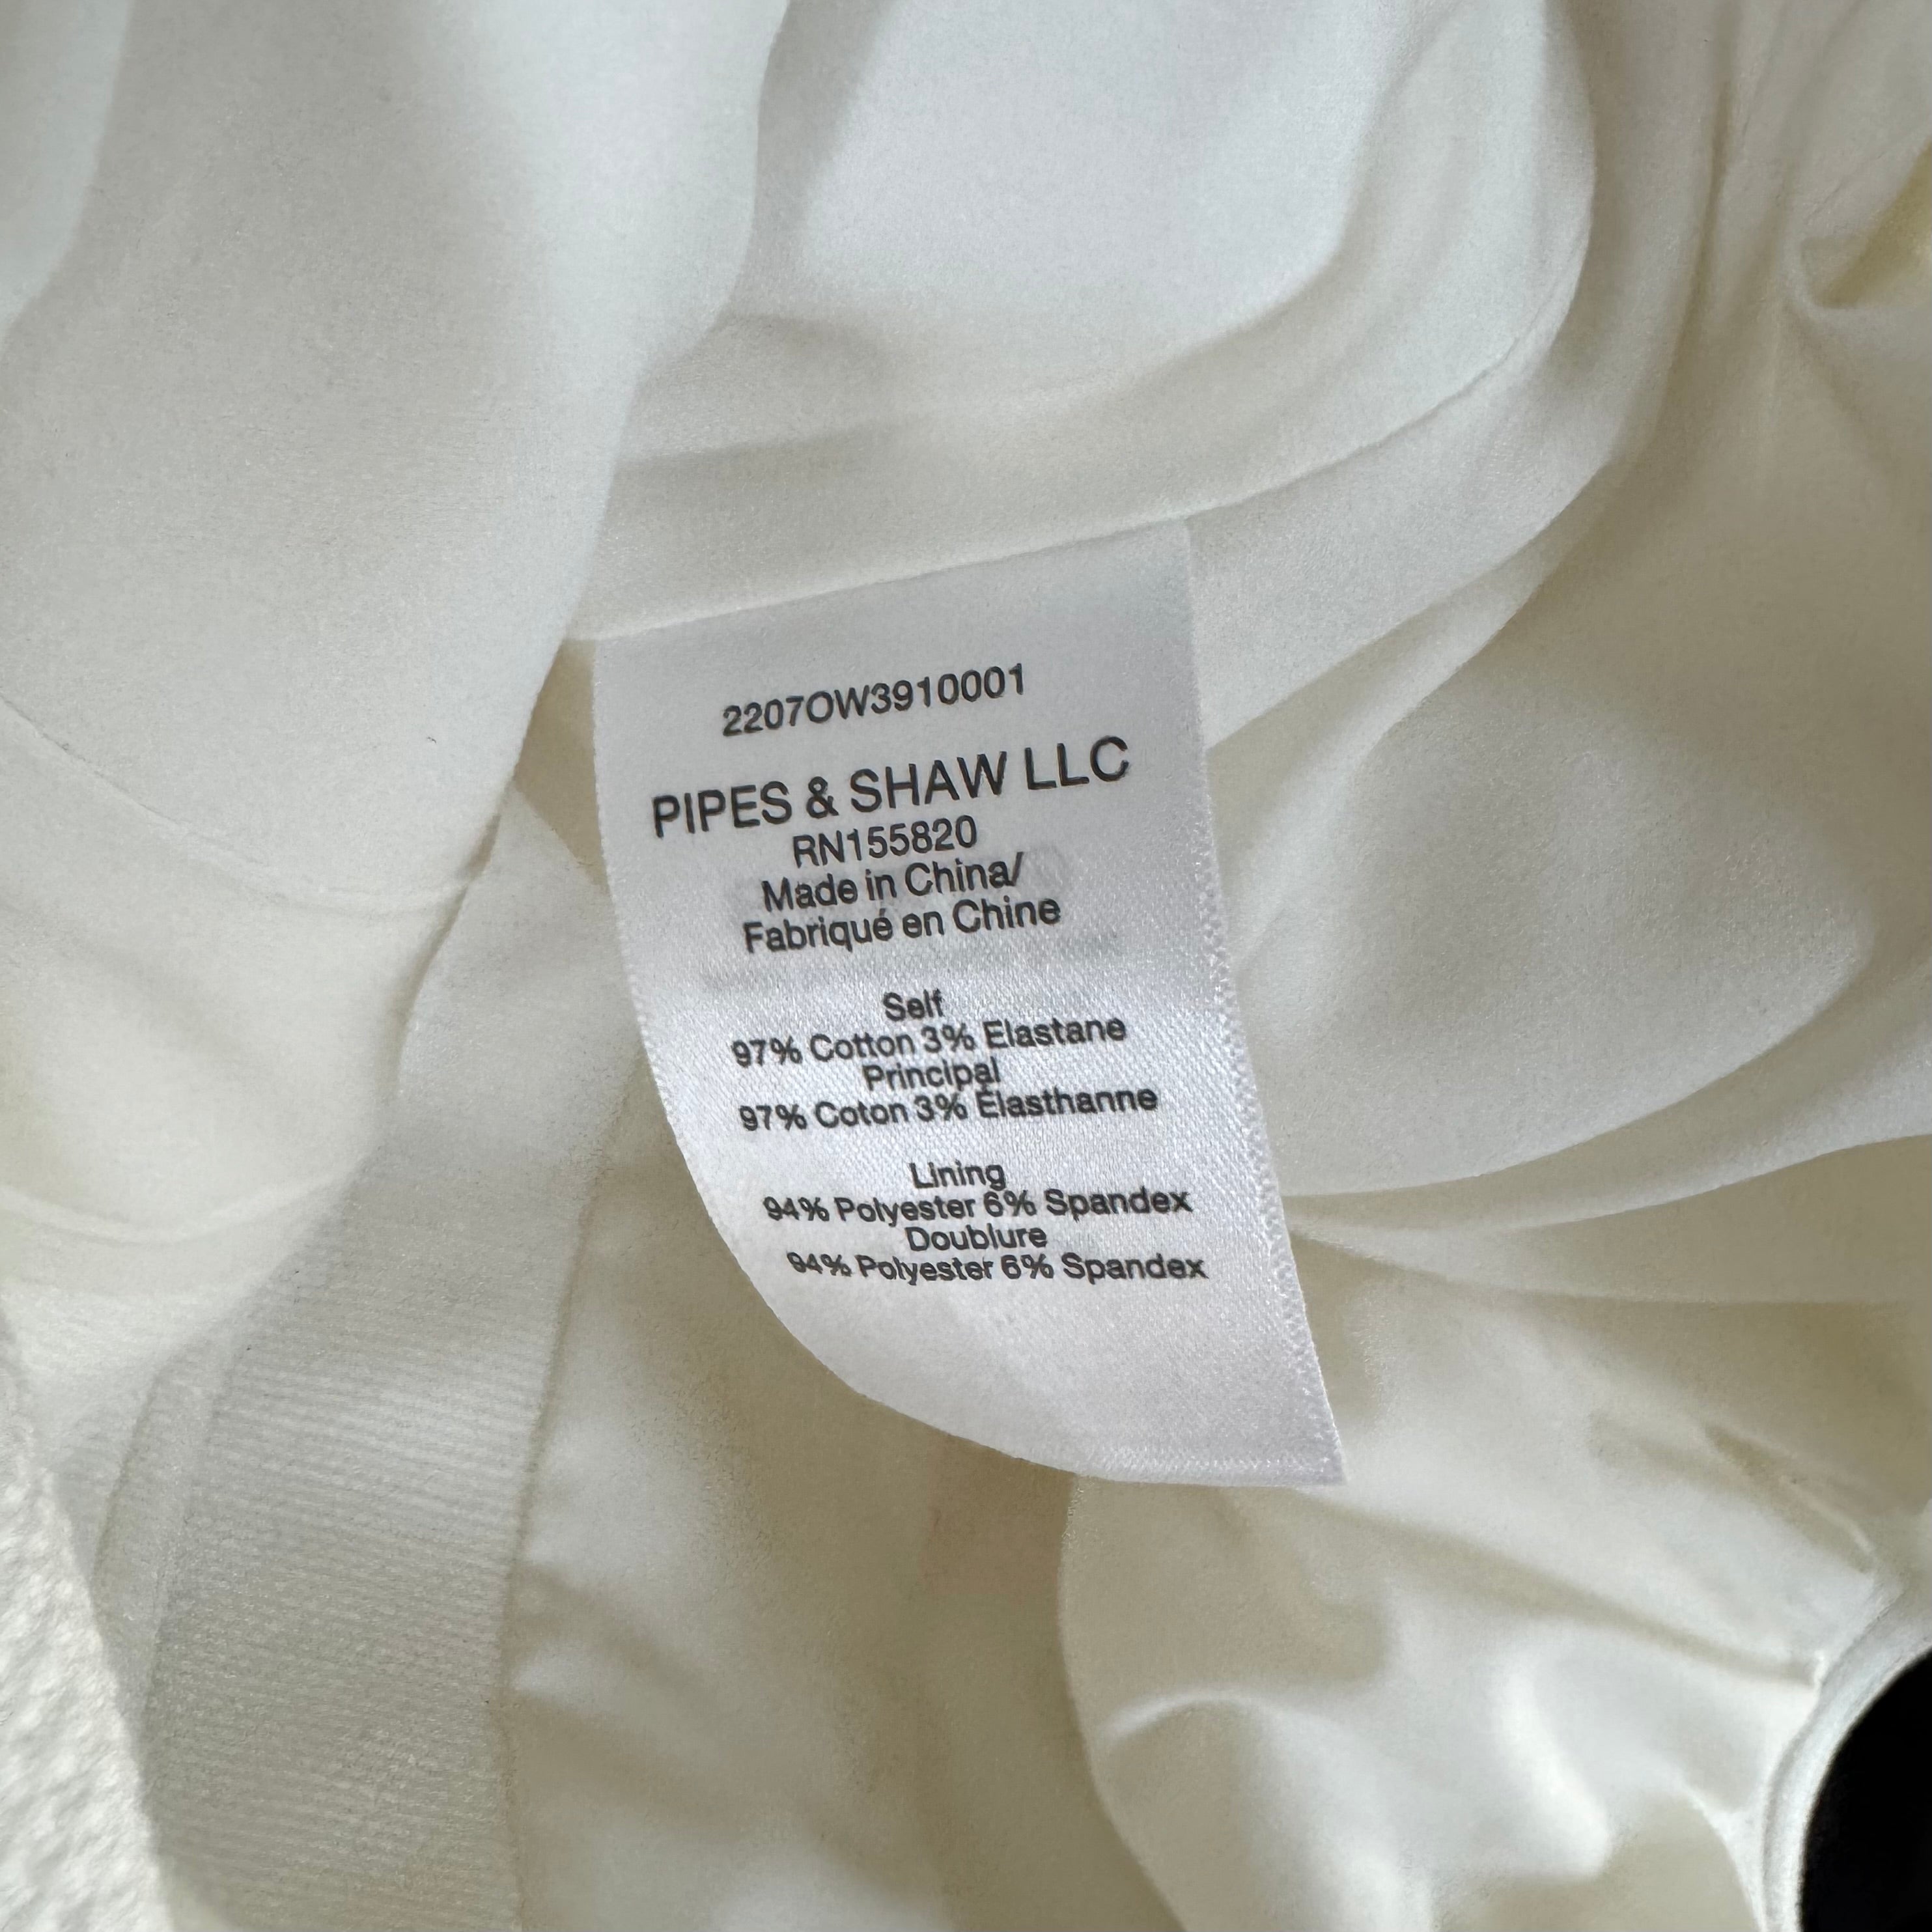 2207OW3910001
PIPES & SHAW LLC
RN155820
Made in China/
Fabriqué en Chine
Self
97% Cotton 3% Elastane
Principal
97% Coton 3% Élasthanne
Lining
94% Polyester 6% Spandex
Doublure
94% Polyester 6% Spandex